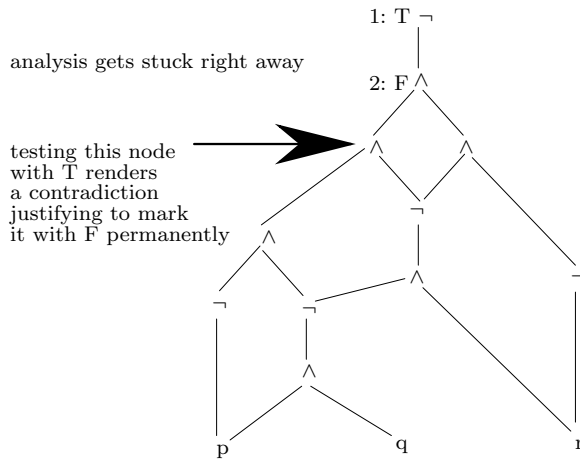 1: T ¬
analysis gets stuck right away
2: F ∧
testing this node
with T renders
a contradiction
justifying to mark
it with F permanently
∧ ∧
¬
∧
∧ ¬
¬ ¬
∧
p q r